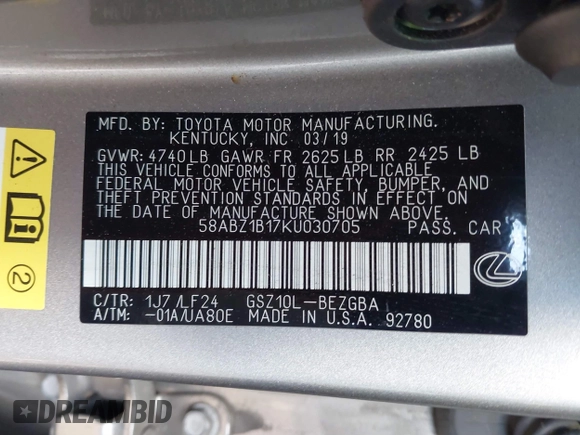 MFD. BY: TOYOTA MOTOR MANUFACTURING.
KENTUCKY, INC 03/19
GVWR: 4740LB GAWR FR 2625LB RR 2425 LB
THIS VEHICLE CONFORMS TO ALL APPLICABLE
FEDERAL MOTOR VEHICLE SAFETY, BUMPER, AND
THEFT PREVENTION STANDARDS IN EFFECT ON
THE DATE OF MANUFACTURE SHOWN ABOVE.
58ABZ1B17KU030705 PASS. CAR
C/TR: 1J7 /LF24 GSZ10L-BEZGBA
A/TM: -01A/UA80E MADE IN U.S.A. 92780
2
DREAMBID